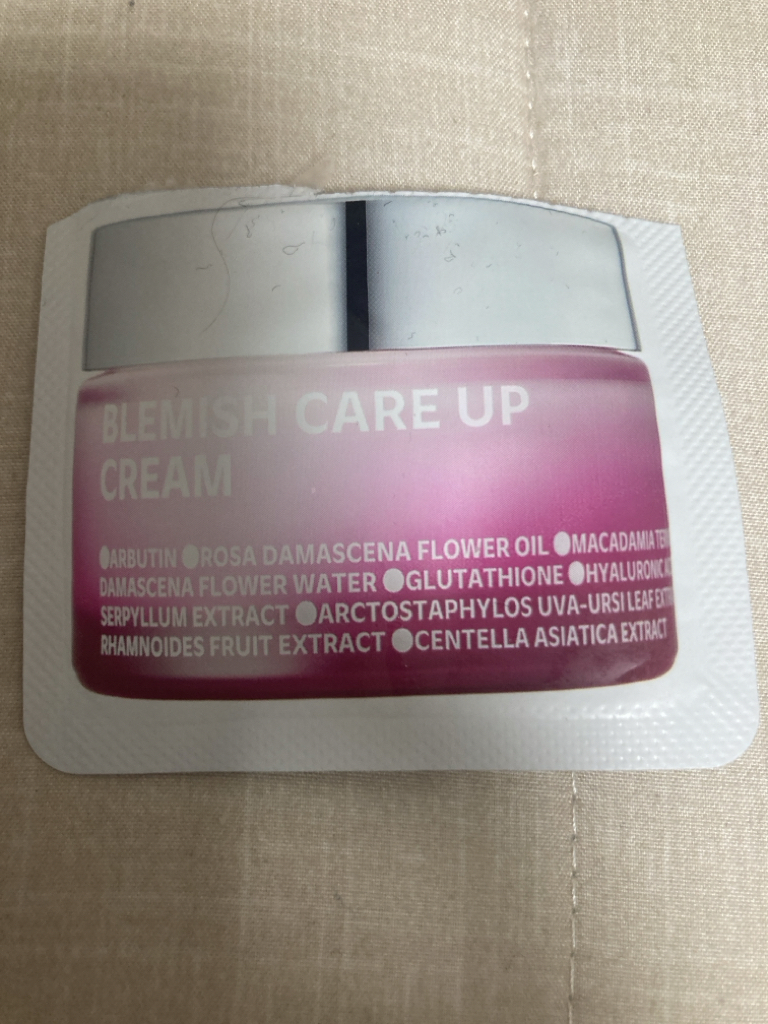 BLEMISH CARE UP
CREAM
●ARBUTIN ●ROSA DAMASCENA FLOWER OIL ●MACADAMIA
DAMASCENA FLOWER WATER ●GLUTATHIONE ●HYALURONIC
SERPYLLUM EXTRACT ●ARCTOSTAPHYLOS UVA-URSI LEAF
RHAMNOIDES FRUIT EXTRACT ●CENTELLA ASIATICA EXTRACT